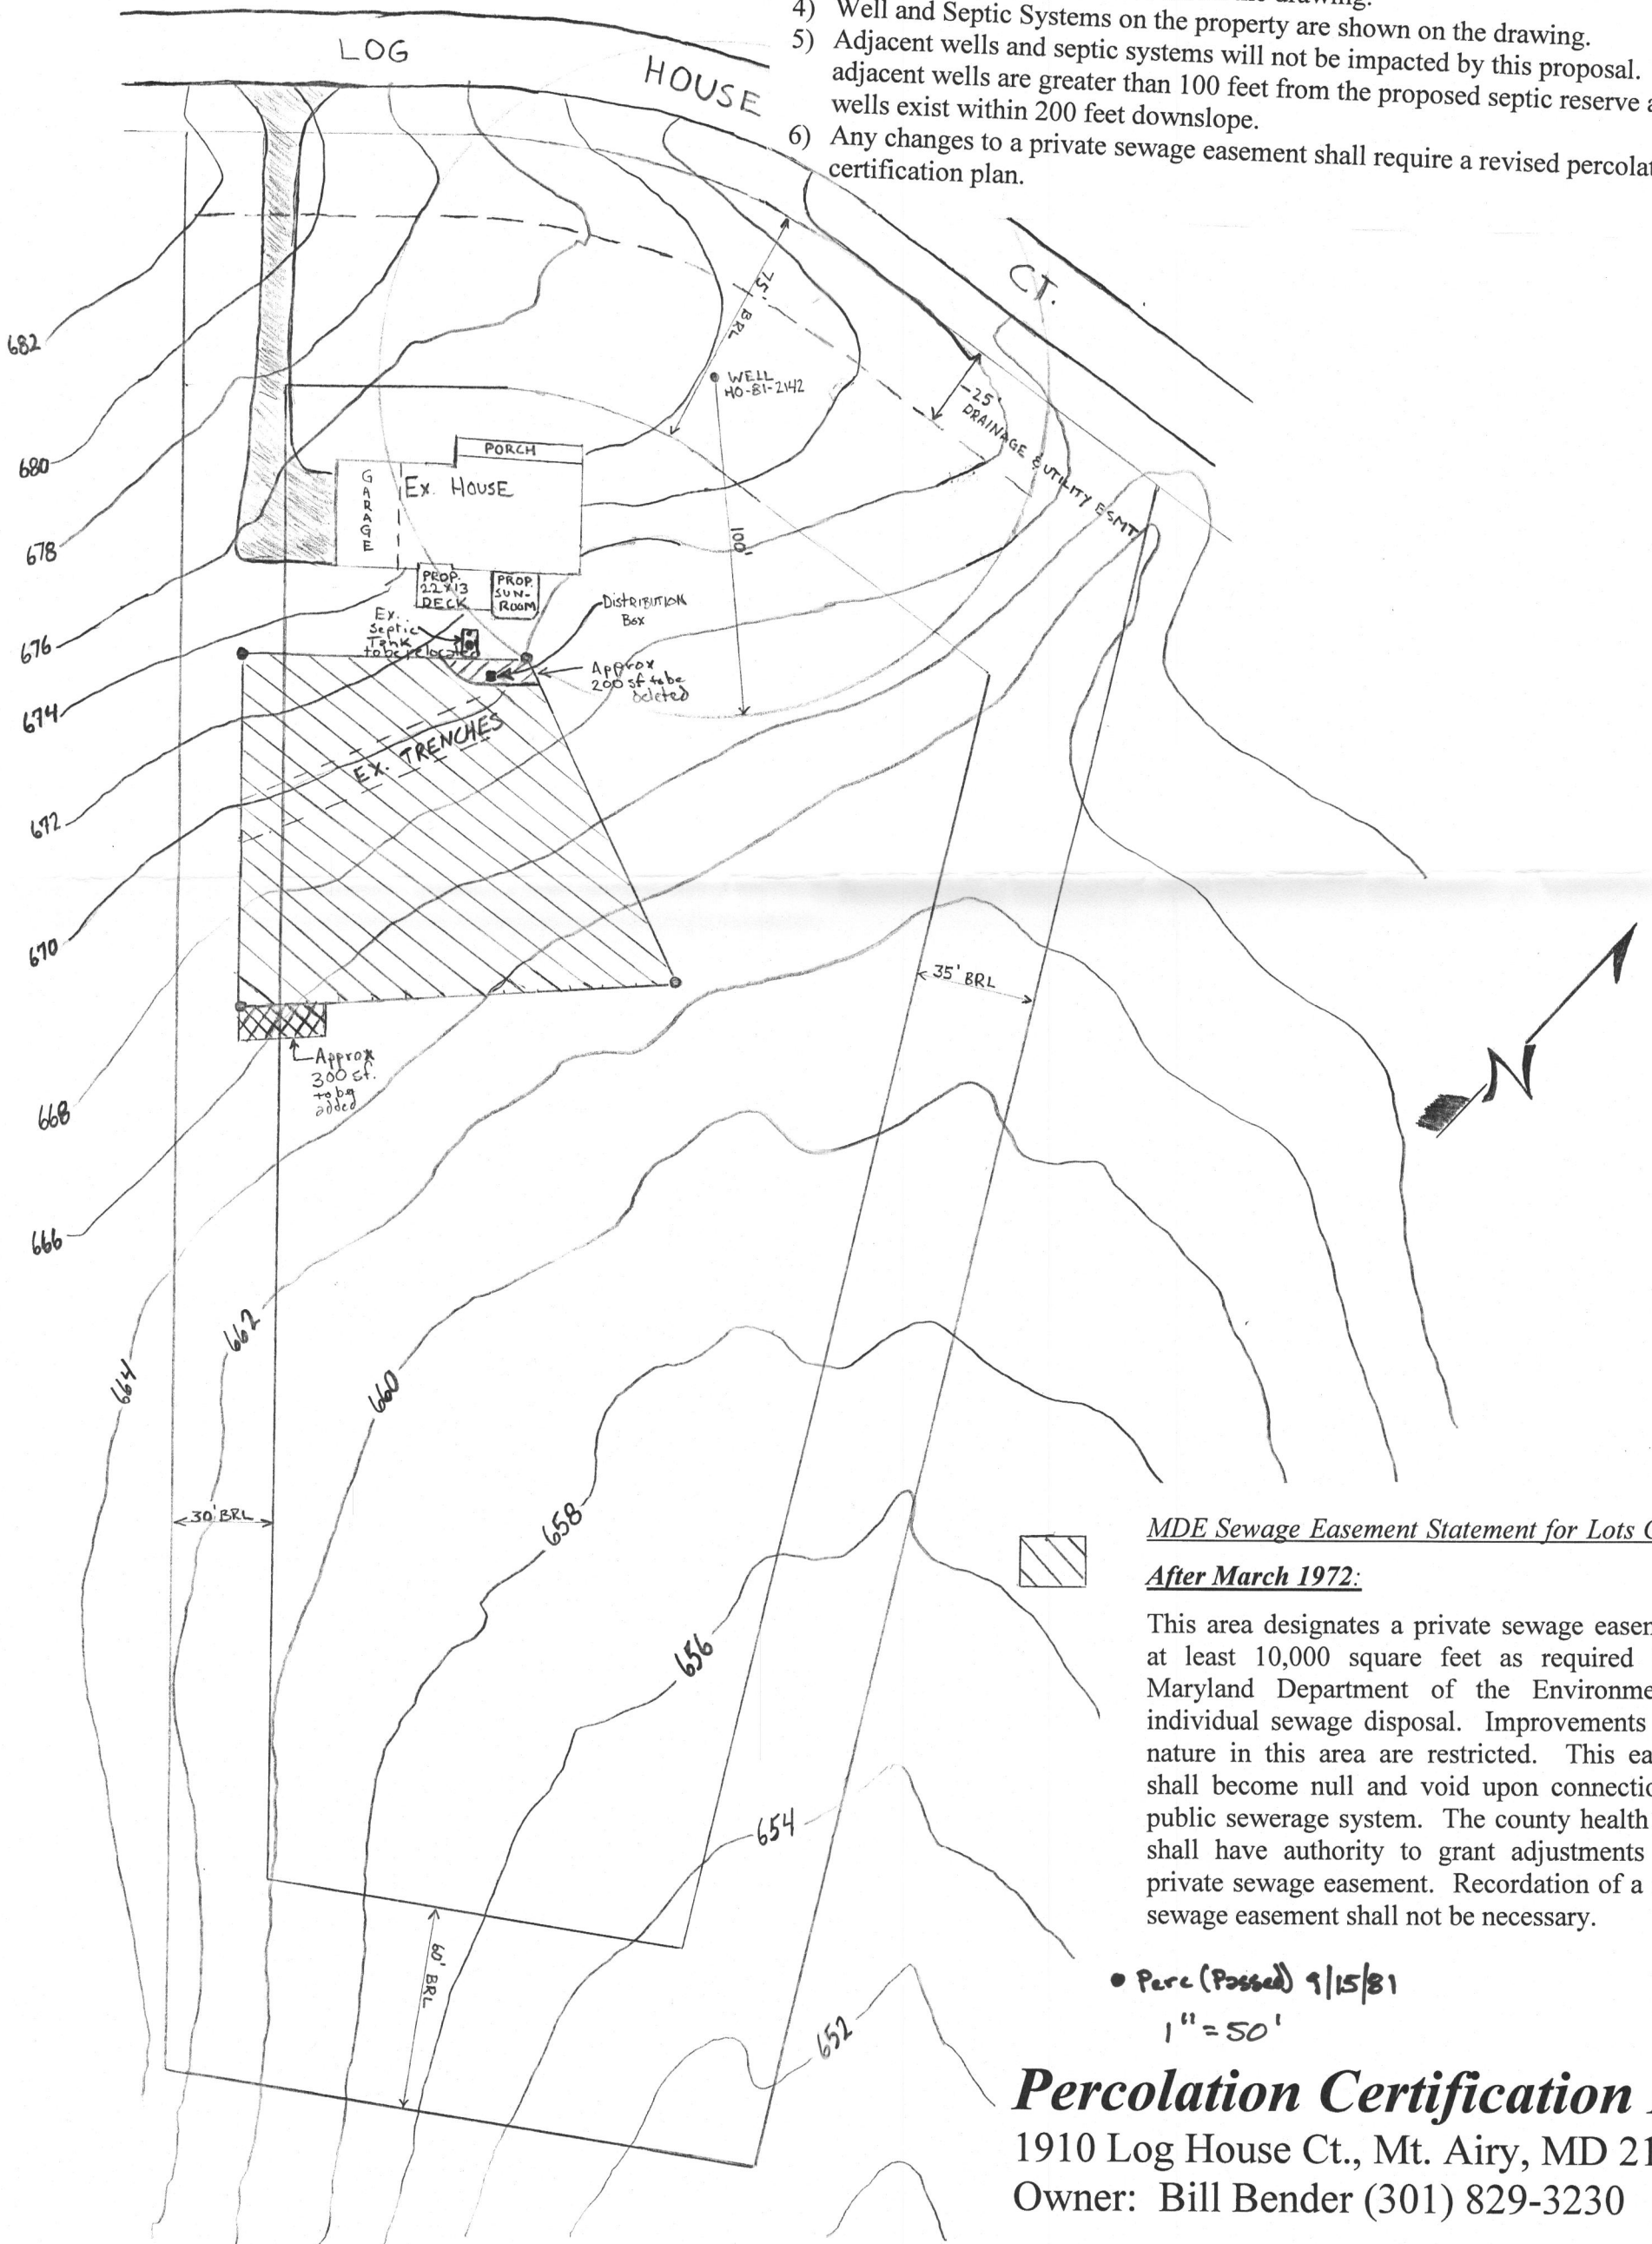 4) Well and Septic Systems on the property are shown on the drawing.
5) Adjacent wells and septic systems will not be impacted by this proposal.
adjacent wells are greater than 100 feet from the proposed septic reserve a
wells exist within 200 feet downslope.
6) Any changes to a private sewage easement shall require a revised percolat
certification plan.
LOG
HOUSE
CT.
75' BRL
WELL
HO-81-2142
25'
DRAINAGE & UTILITY ESMT
100'
682
680
678
676
674
672
670
668
666
664
662
660
658
656
654
652
PORCH
GARAGE
Ex. HOUSE
PROP.
22x13
DECK
PROP.
SUN-
ROOM
Ex.
Septic
Tank
to be relocated
DISTRIBUTION
Box
Approx
200 sf to be
deleted
EX. TRENCHES
Approx
300 sf.
to be
added
35' BRL
N
30' BRL
60' BRL
MDE Sewage Easement Statement for Lots
After March 1972:
This area designates a private sewage easem
at least 10,000 square feet as required
Maryland Department of the Environme
individual sewage disposal. Improvements
nature in this area are restricted. This ea
shall become null and void upon connectio
public sewerage system. The county health
shall have authority to grant adjustments
private sewage easement. Recordation of a
sewage easement shall not be necessary.
Perc (Passed) 9/15/81
1" = 50'
Percolation Certification
1910 Log House Ct., Mt. Airy, MD 21
Owner: Bill Bender (301) 829-3230